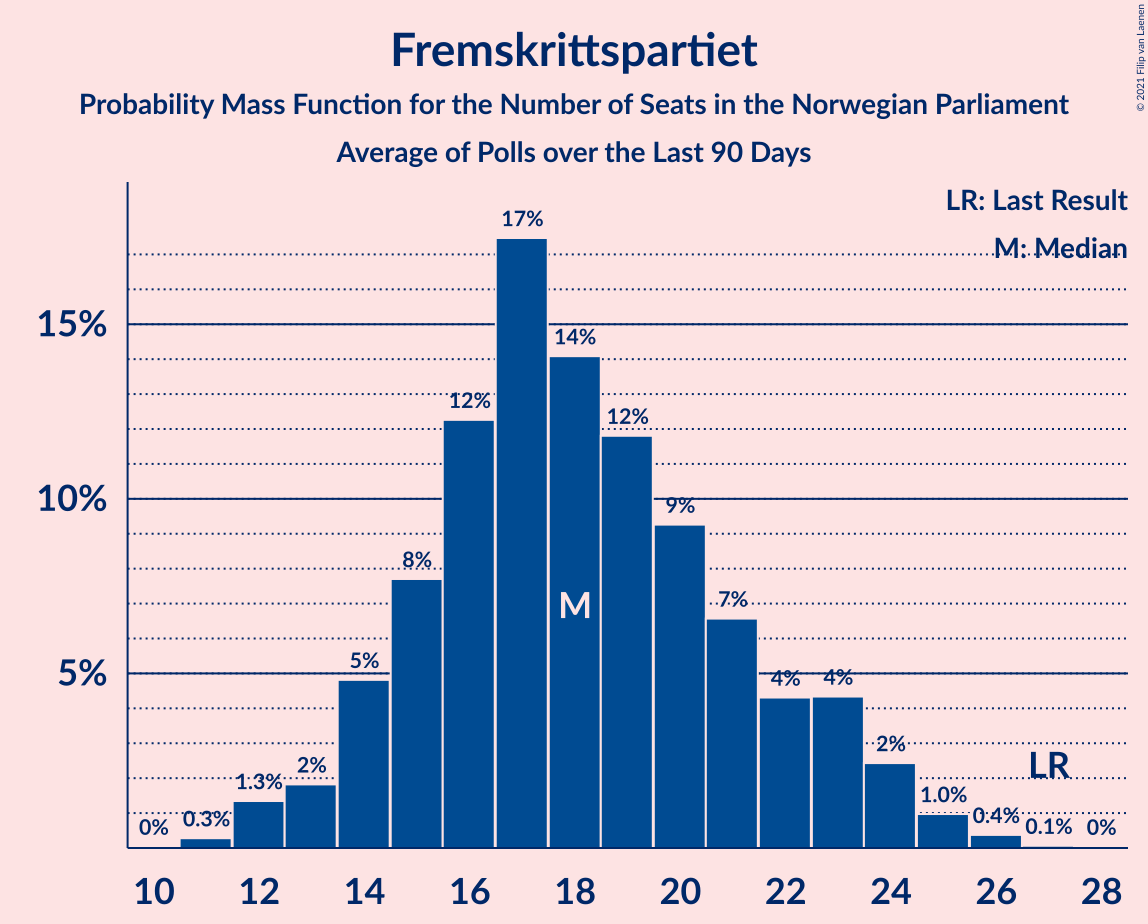 Fremskrittspartiet
Probability Mass Function for the Number of Seats in the Norwegian Parliament
Average of Polls over the Last 90 Days
© 2021 Filip van Laenen
LR: Last Result
M: Median
15%
10%
5%
0%
0.3%
1.3%
2%
5%
8%
12%
17%
14%
12%
9%
7%
4%
4%
2%
1.0%
0.4%
0.1%
0%
M
LR
10 12 14 16 18 20 22 24 26 28